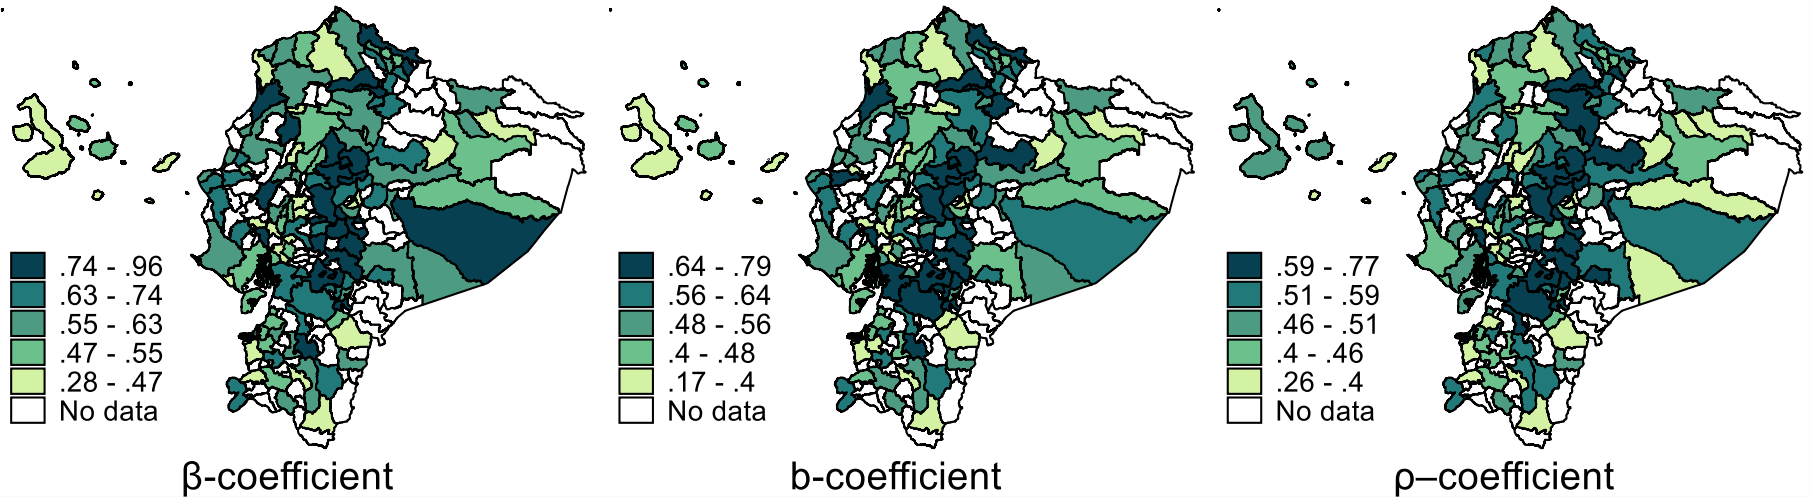 .74 - .96
.63 - .74
.55 - .63
.47 - .55
.28 - .47
No data
β-coefficient
.64 - .79
.56 - .64
.48 - .56
.4 - .48
.17 - .4
No data
b-coefficient
.59 - .77
.51 - .59
.46 - .51
.4 - .46
.26 - .4
No data
ρ–coefficient